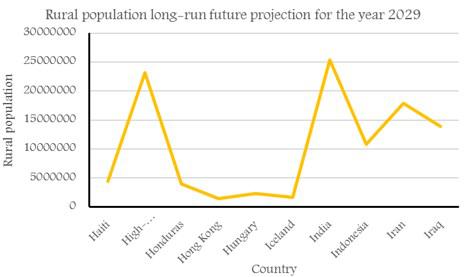 Rural population long-run future projection for the year 2029
30000000
25000000
20000000
15000000
10000000
5000000
0
Rural population
Haiti
High-...
Honduras
Hong Kong
Hungary
Iceland
India
Indonesia
Iran
Iraq
Country